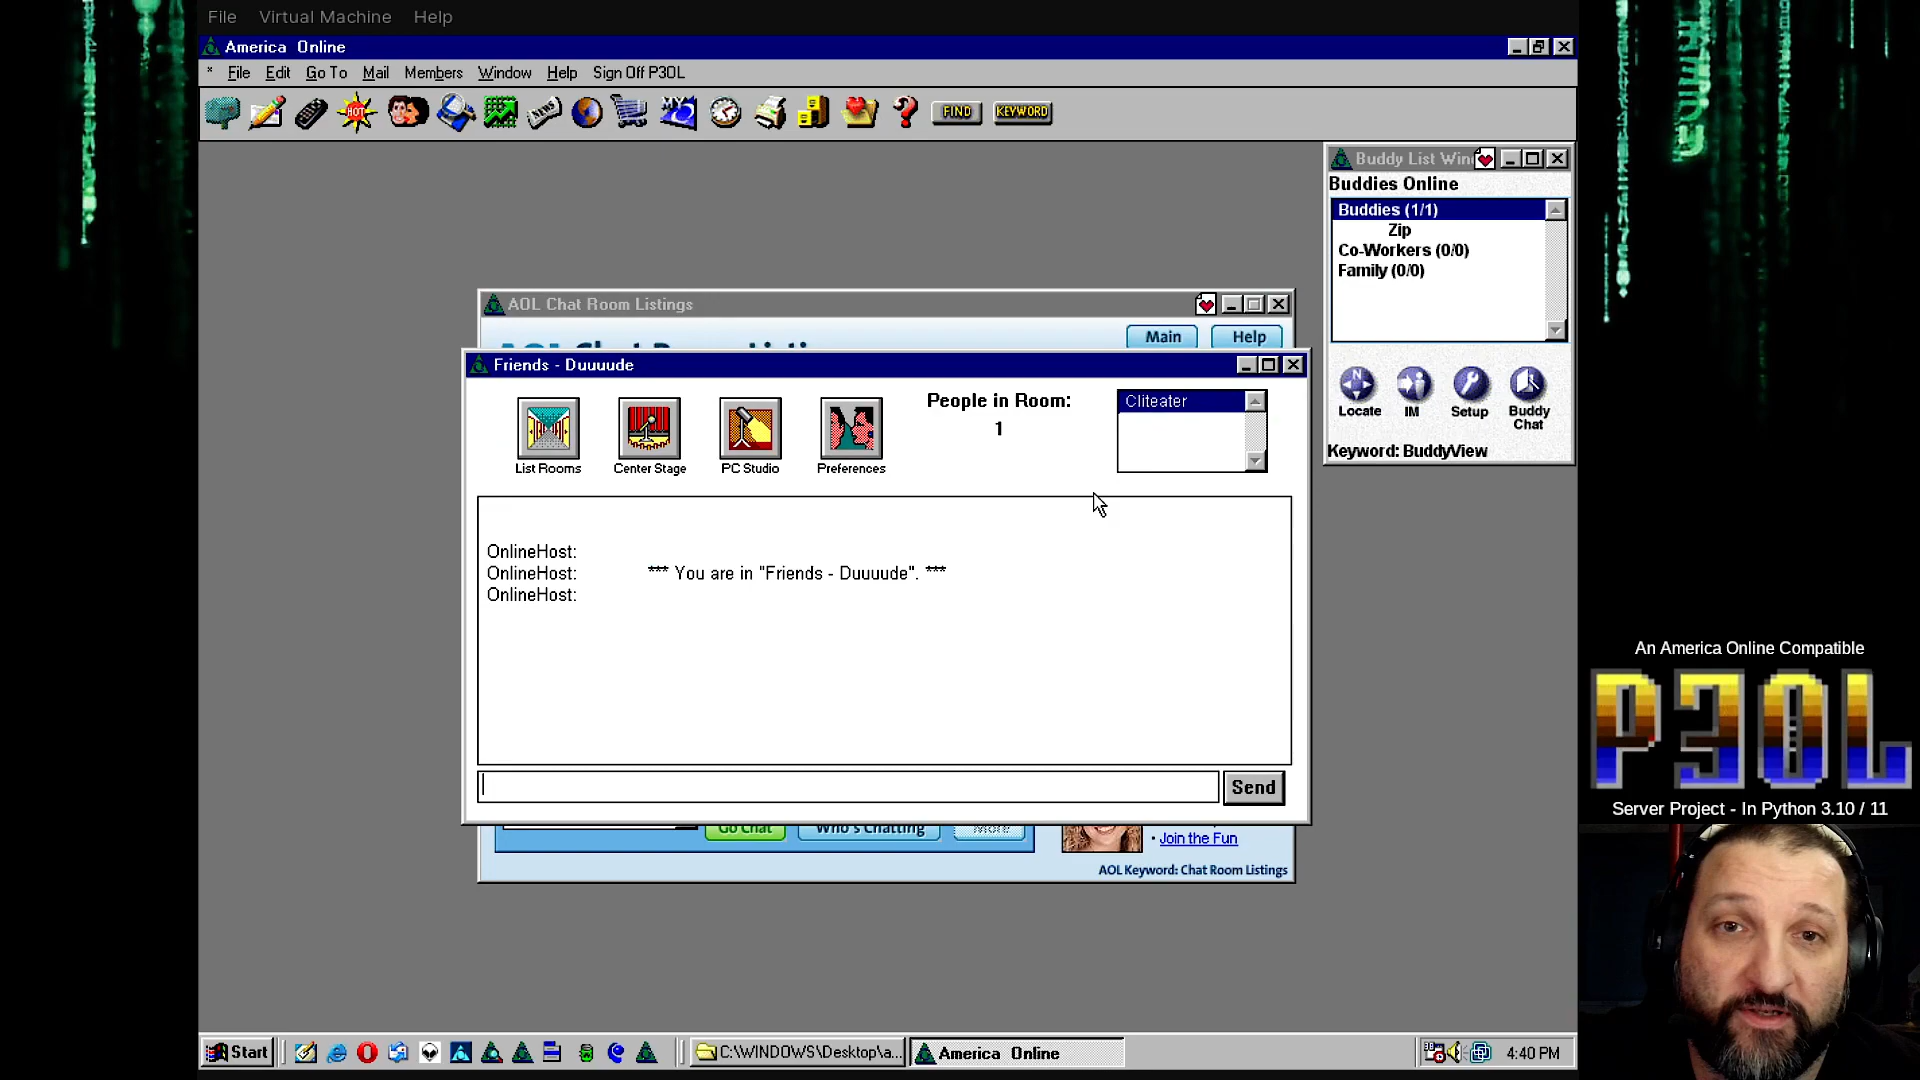 File Virtual Machine Help
America Online
* File Edit Go To Mail Members Window Help Sign Off P3OL
HOT
MY
FIND KEYWORD
Buddy List Win
Buddies Online
Buddies (1/1)
Zip
Co-Workers (0/0)
Family (0/0)
Locate IM Setup Buddy Chat
Keyword: BuddyView
AOL Chat Room Listings
Main Help
Friends - Duuuude
List Rooms Center Stage PC Studio Preferences
People in Room:
1
Cliteater
OnlineHost:
OnlineHost: *** You are in "Friends - Duuuude". ***
OnlineHost:
Send
Go Chat Who's Chatting More
• Join the Fun
AOL Keyword: Chat Room Listings
An America Online Compatible
P3OL
Server Project - In Python 3.10 / 11
Start C:\WINDOWS\Desktop\a... America Online 4:40 PM